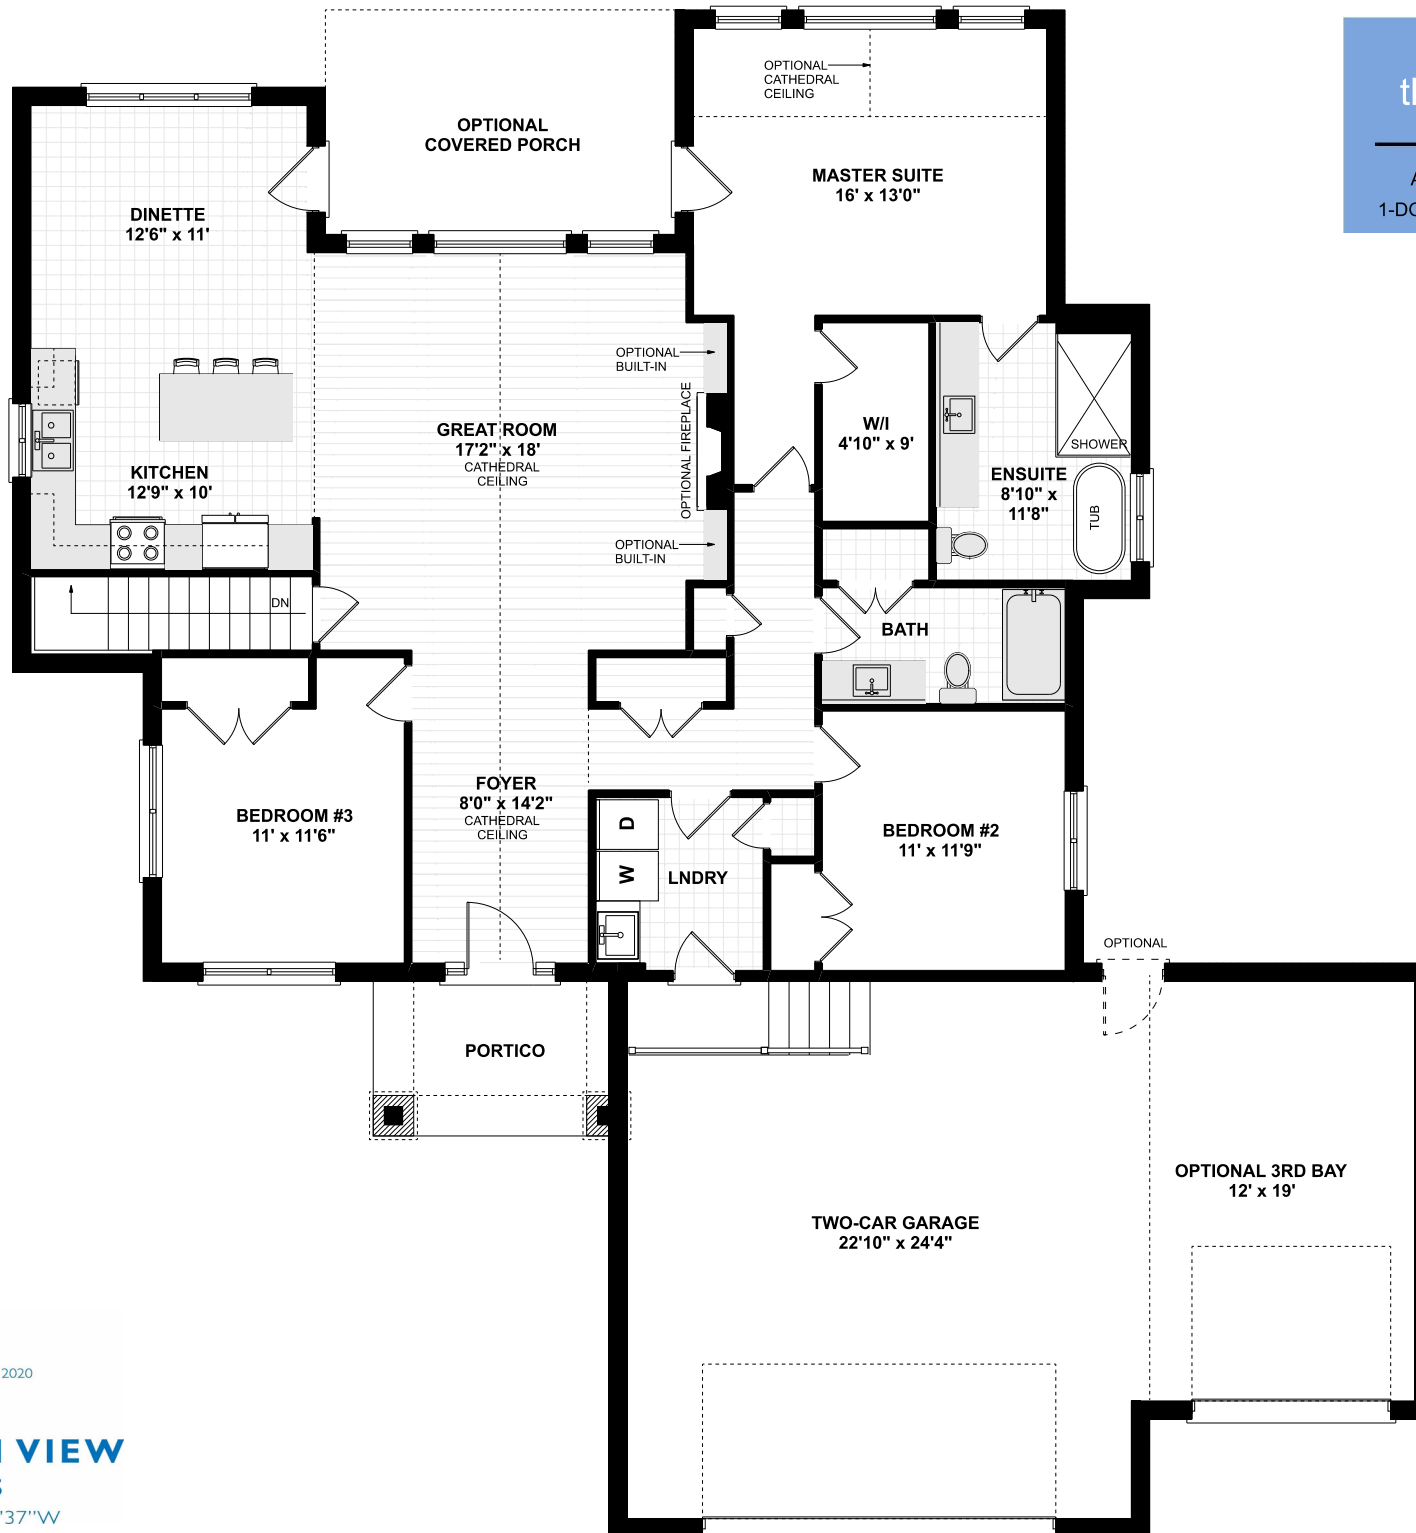 OPTIONAL
CATHEDRAL
CEILING
OPTIONAL
COVERED PORCH
MASTER SUITE
16' x 13'0"
DINETTE
12'6" x 11'
OPTIONAL
BUILT-IN
OPTIONAL FIREPLACE
GREAT ROOM
17'2" x 18'
CATHEDRAL
CEILING
W/I
4'10" x 9'
SHOWER
ENSUITE
8'10" x
11'8"
TUB
KITCHEN
12'9" x 10'
OPTIONAL
BUILT-IN
DN
BATH
FOYER
8'0" x 14'2"
CATHEDRAL
CEILING
BEDROOM #3
11' x 11'6"
D
W
LNDRY
BEDROOM #2
11' x 11'9"
OPTIONAL
PORTICO
OPTIONAL 3RD BAY
12' x 19'
TWO-CAR GARAGE
22'10" x 24'4"
2020
VIEW
'37"W